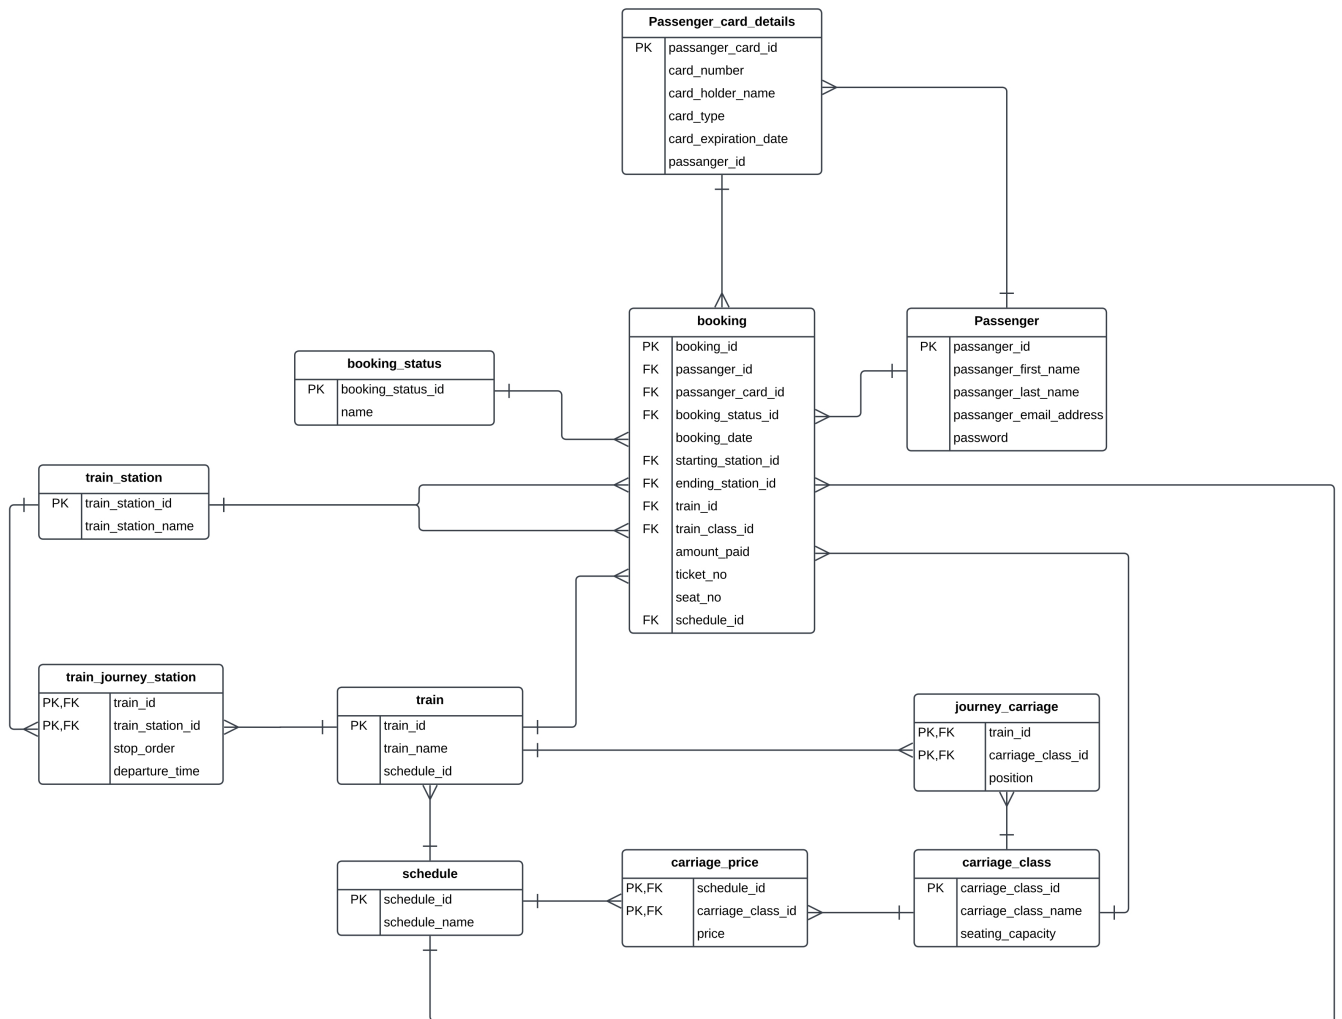 Passenger_card_details
PK passanger_card_id
card_number
card_holder_name
card_type
card_expiration_date
passanger_id
booking
PK booking_id
FK passanger_id
FK passanger_card_id
FK booking_status_id
booking_date
FK starting_station_id
FK ending_station_id
FK train_id
FK train_class_id
amount_paid
ticket_no
seat_no
FK schedule_id
Passenger
PK passanger_id
passanger_first_name
passanger_last_name
passanger_email_address
password
booking_status
PK booking_status_id
name
train_station
PK train_station_id
train_station_name
train_journey_station
PK,FK train_id
PK,FK train_station_id
stop_order
departure_time
train
PK train_id
train_name
schedule_id
journey_carriage
PK,FK train_id
PK,FK carriage_class_id
position
schedule
PK schedule_id
schedule_name
carriage_price
PK,FK schedule_id
PK,FK carriage_class_id
price
carriage_class
PK carriage_class_id
carriage_class_name
seating_capacity